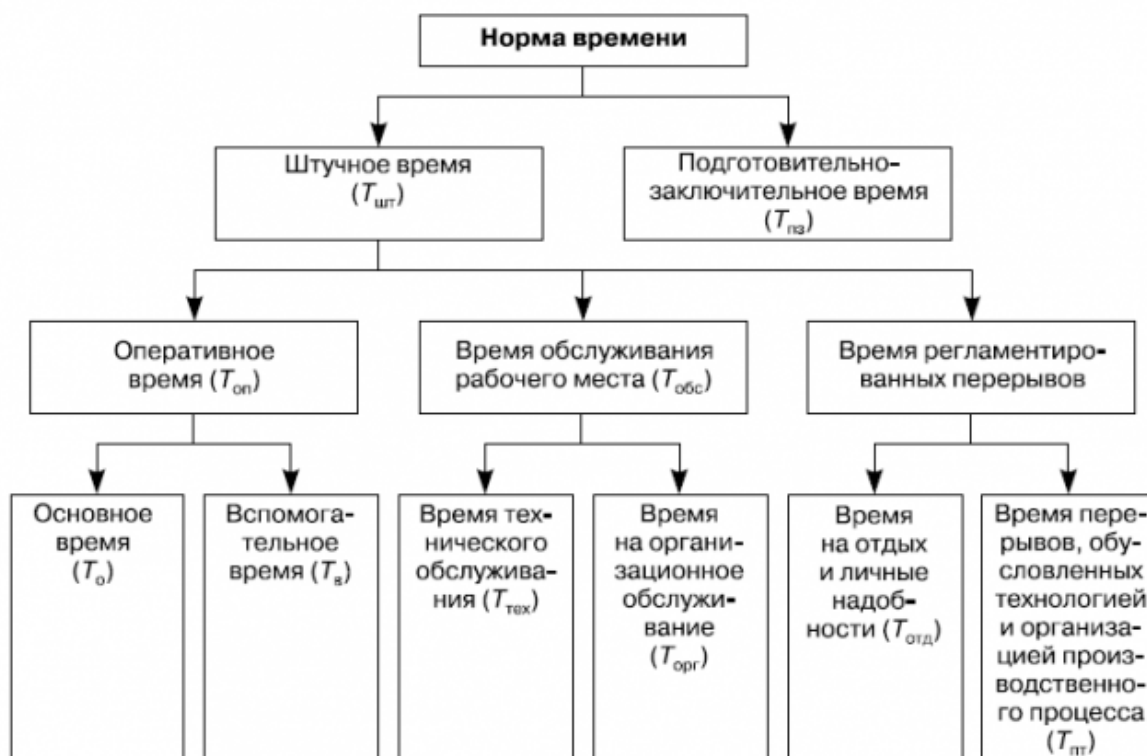 Норма времени
Штучное время
(Tшт)
Подготовительно-
заключительное время
(Tпз)
Оперативное
время (Tоп)
Время обслуживания
рабочего места (Tобс)
Время регламентиро-
ванных перерывов
Основное
время
(Tо)
Вспомога-
тельное
время (Tв)
Время тех-
нического
обслужива-
ния (Tтех)
Время
на органи-
зационное
обслужи-
вание
(Tорг)
Время
на отдых
и личные
надоб-
ности (Tотд)
Время пере-
рывов, обу-
словленных
технологией
и организа-
цией произ-
водственно-
го процесса
(Tпт)